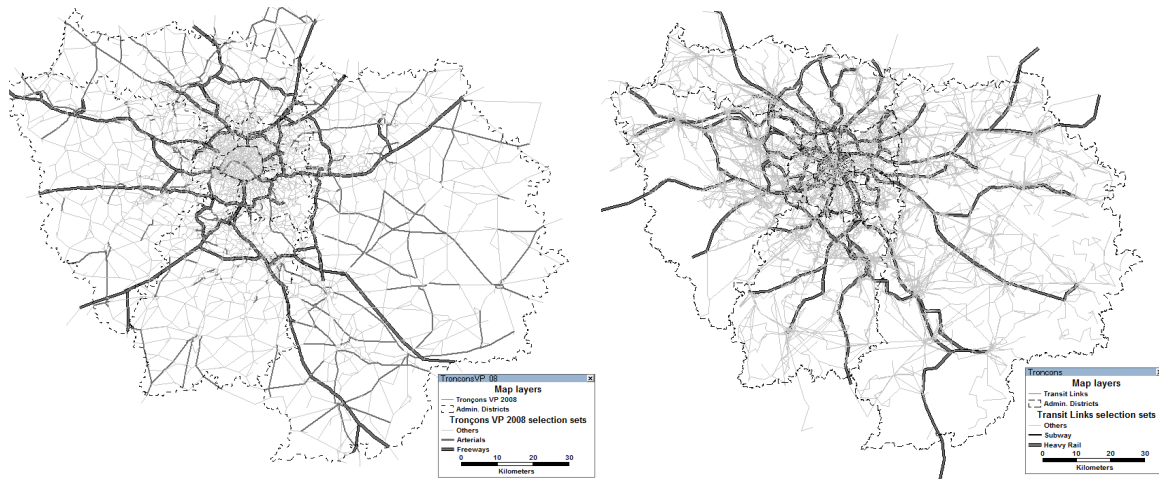 TronconsVP_08
x
Map layers
Tronçons VP 2008
Admin. Districts
Tronçons VP 2008 selection sets
Others
Arterials
Freeways
0 10 20 30
Kilometers
Troncons
Map layers
Transit Links
Admin. Districts
Transit Links selection sets
Others
Subway
Heavy Rail
0 10 20 30
Kilometers